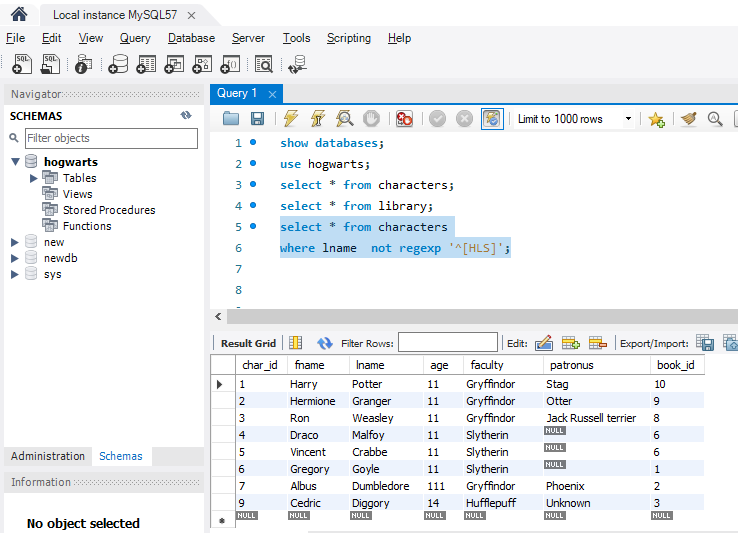 Local instance MySQL57
File Edit View Query Database Server Tools Scripting Help
Navigator
SCHEMAS
Filter objects
hogwarts
Tables
Views
Stored Procedures
Functions
new
newdb
sys
Administration Schemas
Information
No object selected
Query 1
Limit to 1000 rows
1 show databases;
2 use hogwarts;
3 select * from characters;
4 select * from library;
5 select * from characters
6 where lname  not regexp '^[HLS]';
7
8
Result Grid Filter Rows: Edit: Export/Import:
char_id fname lname age faculty patronus book_id
1 Harry Potter 11 Gryffindor Stag 10
2 Hermione Granger 11 Gryffindor Otter 9
3 Ron Weasley 11 Gryffindor Jack Russell terrier 8
4 Draco Malfoy 11 Slytherin NULL 6
5 Vincent Crabbe 11 Slytherin NULL 6
6 Gregory Goyle 11 Slytherin NULL 1
7 Albus Dumbledore 111 Gryffindor Phoenix 2
9 Cedric Diggory 14 Hufflepuff Unknown 3
NULL NULL NULL NULL NULL NULL NULL